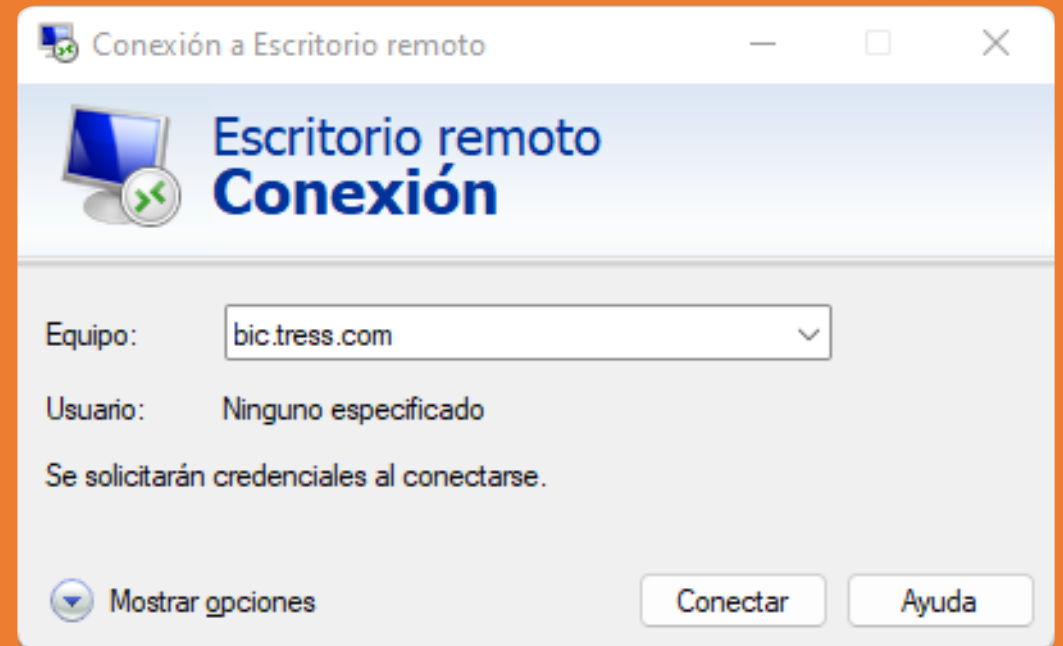 Conexión a Escritorio remoto
Escritorio remoto
Conexión
Equipo: bic.tress.com
Usuario: Ninguno especificado
Se solicitarán credenciales al conectarse.
Mostrar opciones Conectar Ayuda